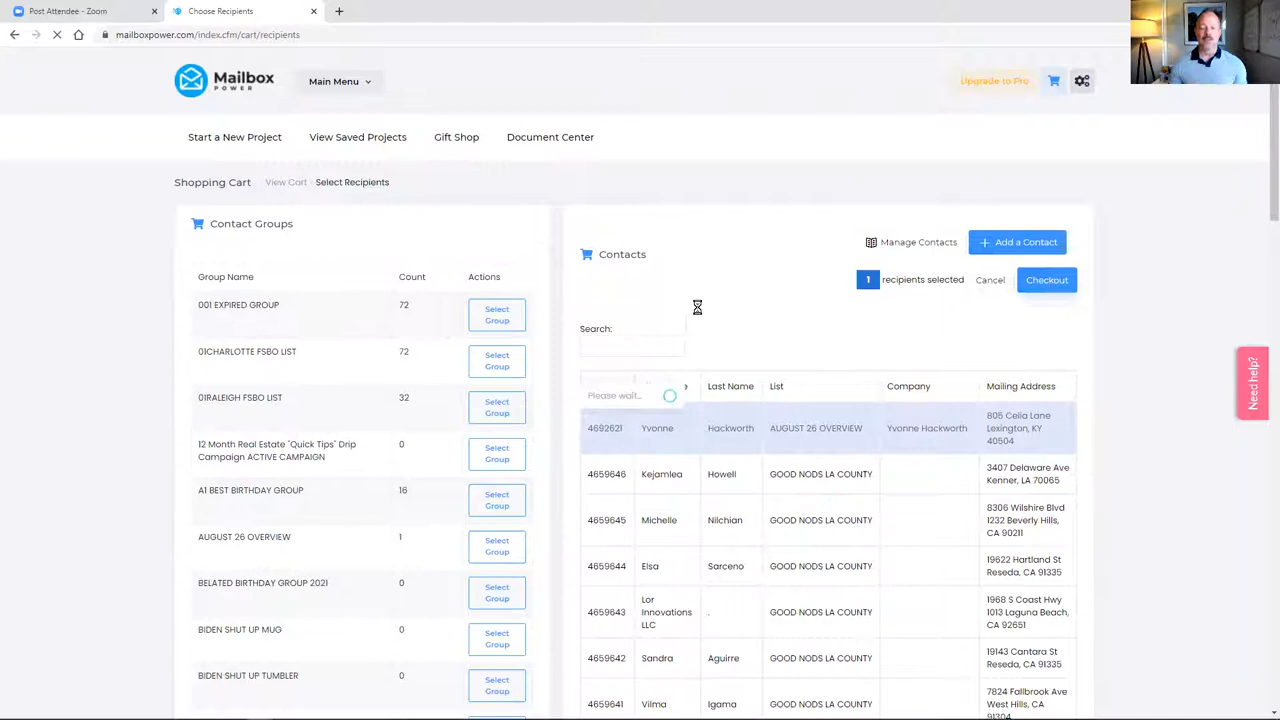 Post Attendee - Zoom
Choose Recipients
mailboxpower.com/index.cfm/cart/recipients
Mailbox
POWER
Main Menu
Upgrade to Pro
Start a New Project
View Saved Projects
Gift Shop
Document Center
Shopping Cart View Cart Select Recipients
Contact Groups
Group Name Count Actions
001 EXPIRED GROUP 72 Select Group
01CHARLOTTE FSBO LIST 72 Select Group
01RALEIGH FSBO LIST 32 Select Group
12 Month Real Estate "Quick Tips" Drip
Campaign ACTIVE CAMPAIGN 0 Select Group
A1 BEST BIRTHDAY GROUP 16 Select Group
AUGUST 26 OVERVIEW 1 Select Group
BELATED BIRTHDAY GROUP 2021 0 Select Group
BIDEN SHUT UP MUG 0 Select Group
BIDEN SHUT UP TUMBLER 0 Select Group
Contacts
Manage Contacts
+ Add a Contact
1 recipients selected Cancel Checkout
Search:
Please wait...
Last Name List Company Mailing Address
4692621 Yvonne Hackworth AUGUST 26 OVERVIEW Yvonne Hackworth 805 Celia Lane
Lexington, KY
40504
4659646 Kejamlea Howell GOOD NODS LA COUNTY 3407 Delaware Ave
Kenner, LA 70065
4659645 Michelle Nilchian GOOD NODS LA COUNTY 8306 Wilshire Blvd
1232 Beverly Hills,
CA 90211
4659644 Elsa Sarceno GOOD NODS LA COUNTY 19622 Hartland St
Reseda, CA 91335
4659643 Lor
Innovations
LLC . GOOD NODS LA COUNTY 1968 S Coast Hwy
1013 Laguna Beach,
CA 92651
4659642 Sandra Aguirre GOOD NODS LA COUNTY 19143 Cantara St
Reseda, CA 91335
4659641 Vilma Igama GOOD NODS LA COUNTY 7824 Fallbrook Ave
West Hills, CA
91304
Need help?